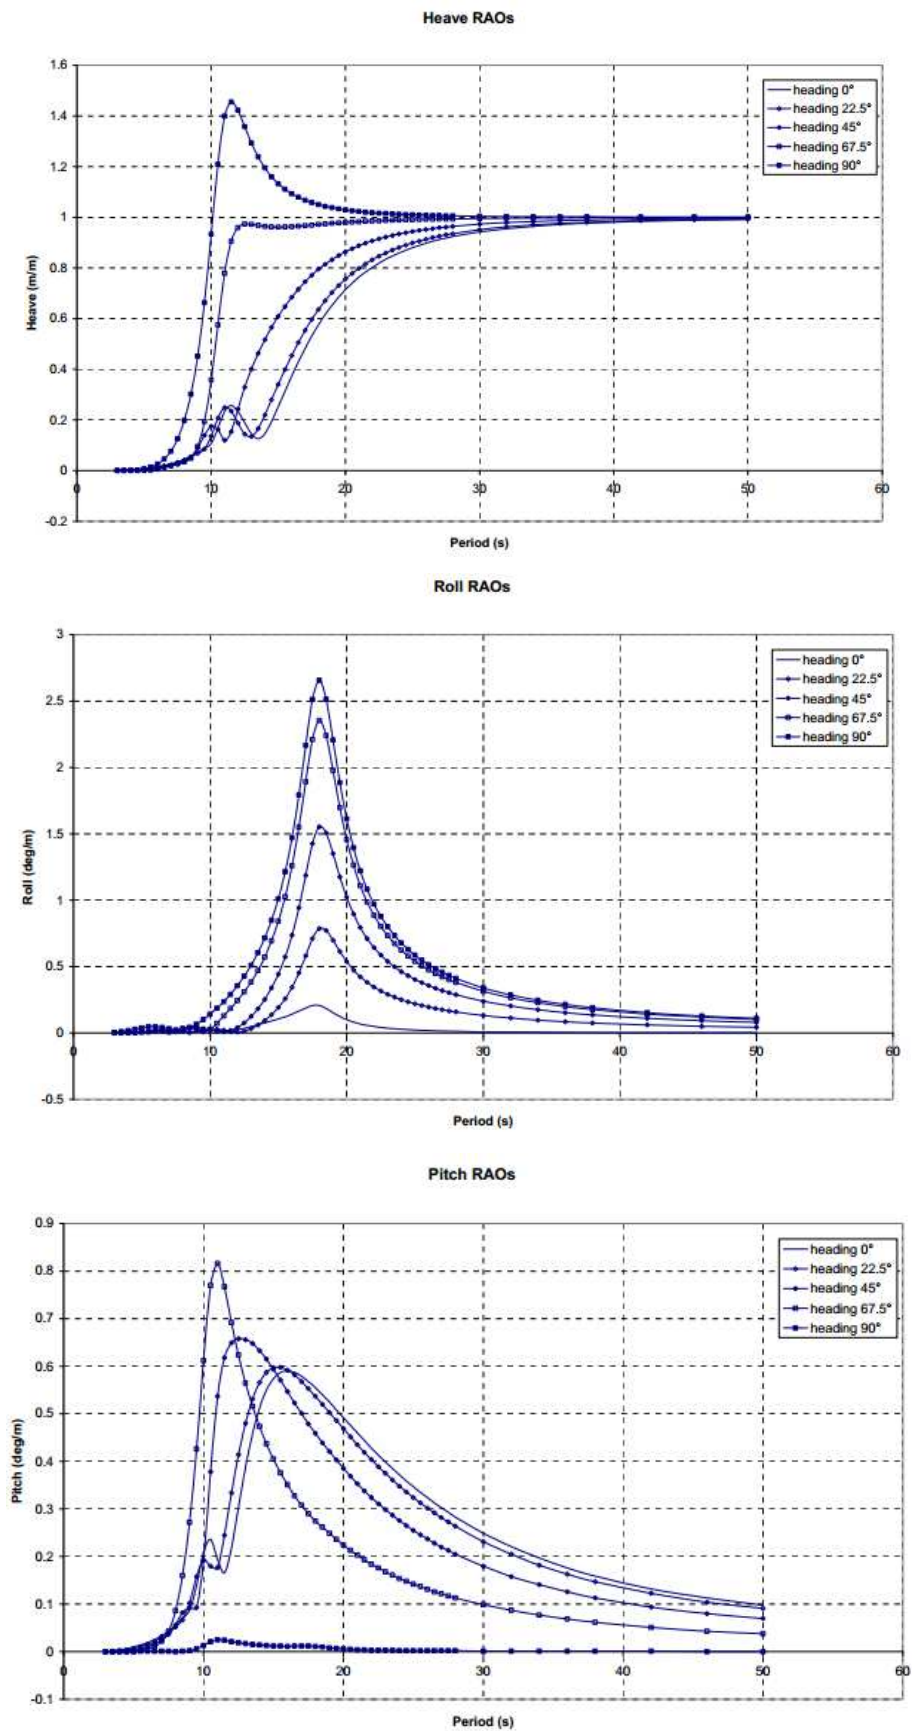 Heave RAOs
1.6
1.4
1.2
1
0.8
0.6
0.4
0.2
0
-0.2
Heave (m/m)
heading 0°
heading 22.5°
heading 45°
heading 67.5°
heading 90°
0 10 20 30 40 50 60
Period (s)
Roll RAOs
3
2.5
2
1.5
1
0.5
0
-0.5
Roll (deg/m)
heading 0°
heading 22.5°
heading 45°
heading 67.5°
heading 90°
0 10 20 30 40 50 60
Period (s)
Pitch RAOs
0.9
0.8
0.7
0.6
0.5
0.4
0.3
0.2
0.1
0
-0.1
Pitch (deg/m)
heading 0°
heading 22.5°
heading 45°
heading 67.5°
heading 90°
0 10 20 30 40 50 60
Period (s)